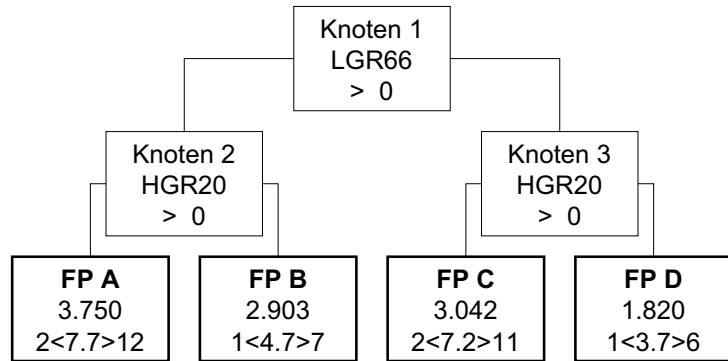 Knoten 1
LGR66
> 0
Knoten 2
HGR20
> 0
Knoten 3
HGR20
> 0
FP A
3.750
2<7.7>12
FP B
2.903
1<4.7>7
FP C
3.042
2<7.2>11
FP D
1.820
1<3.7>6